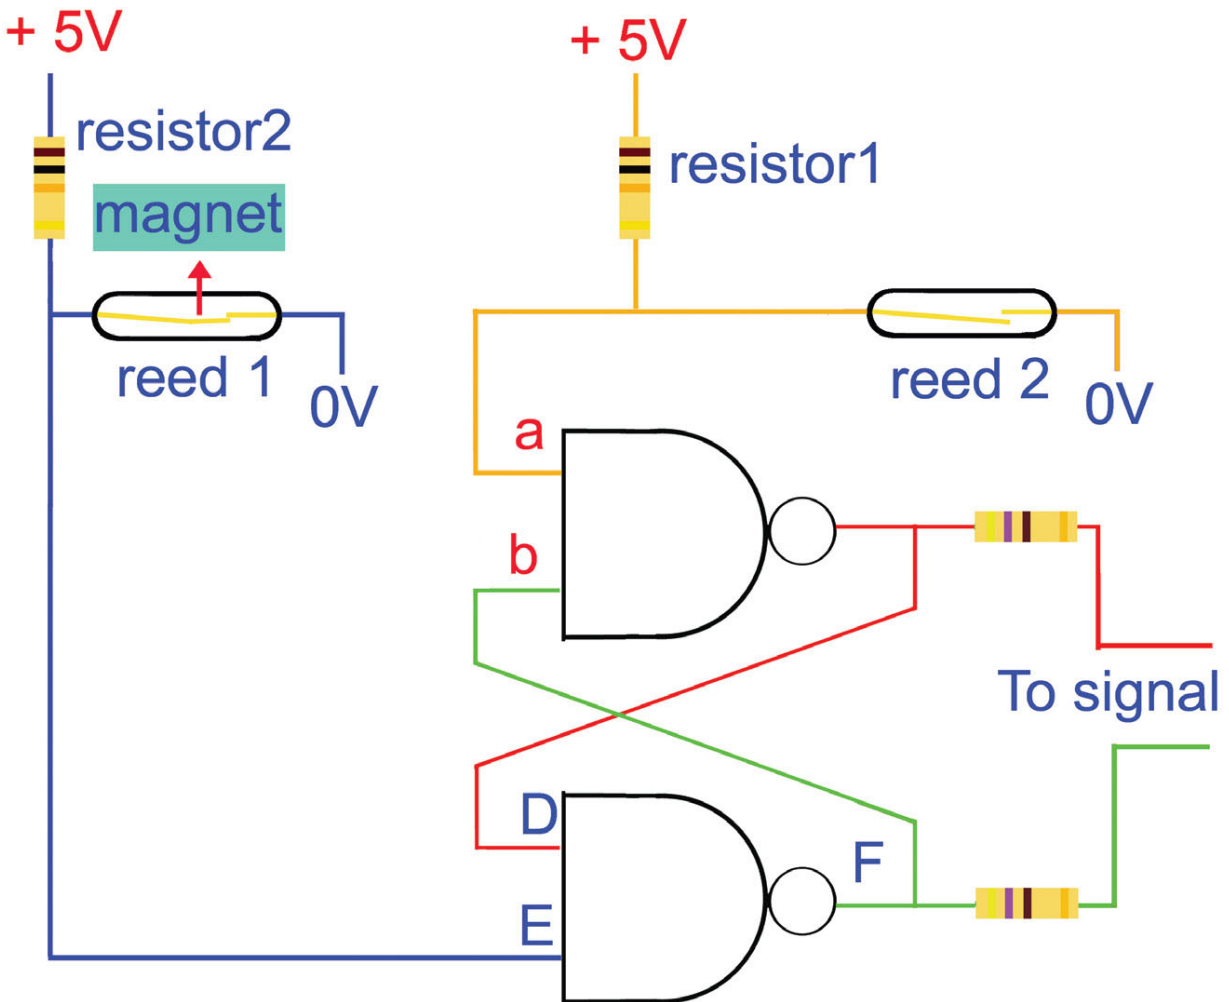 + 5V
+ 5V
resistor2
resistor1
magnet
reed 1
0V
reed 2
0V
a
b
To signal
D
F
E